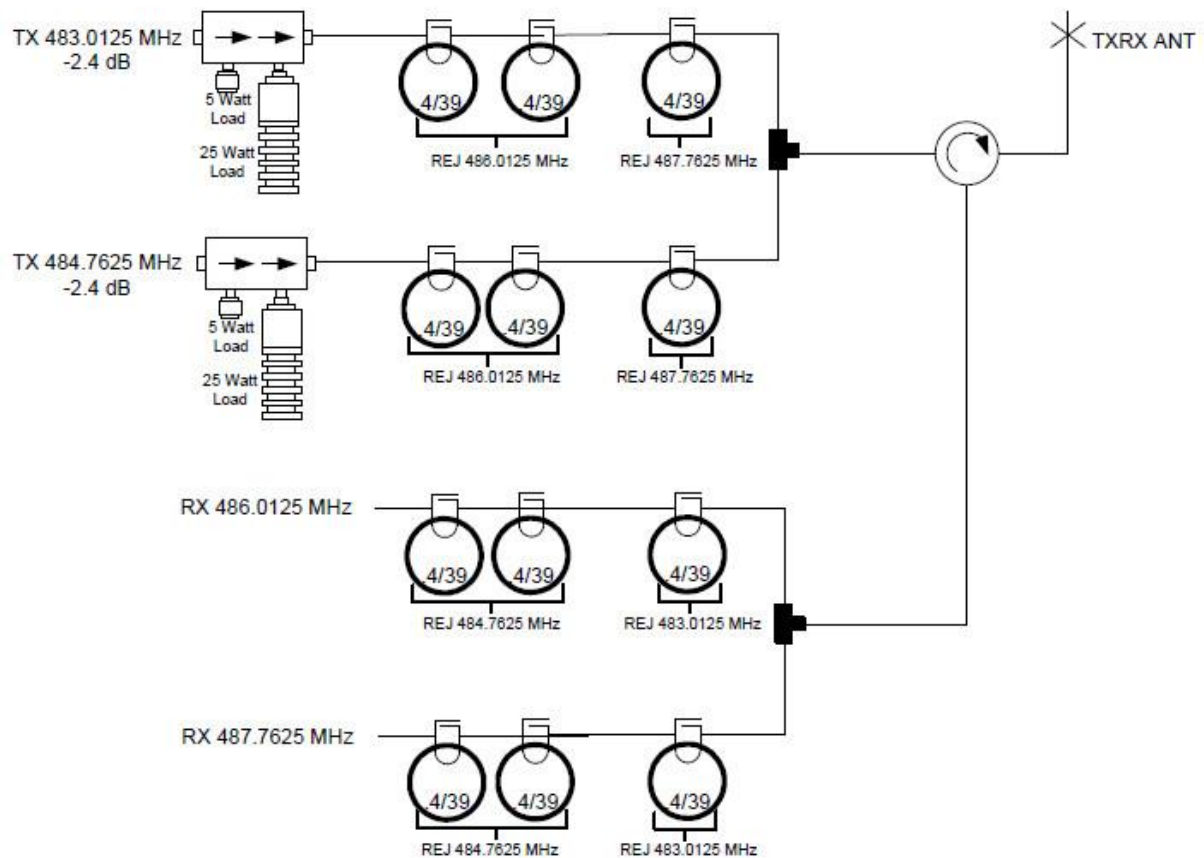 TX 483.0125 MHz
-2.4 dB
5 Watt
Load
25 Watt
Load
.4/39
.4/39
.4/39
REJ 486.0125 MHz
REJ 487.7625 MHz
TXRX ANT
TX 484.7625 MHz
-2.4 dB
5 Watt
Load
25 Watt
Load
.4/39
.4/39
.4/39
REJ 486.0125 MHz
REJ 487.7625 MHz
RX 486.0125 MHz
.4/39
.4/39
.4/39
REJ 484.7625 MHz
REJ 483.0125 MHz
RX 487.7625 MHz
.4/39
.4/39
.4/39
REJ 484.7625 MHz
REJ 483.0125 MHz